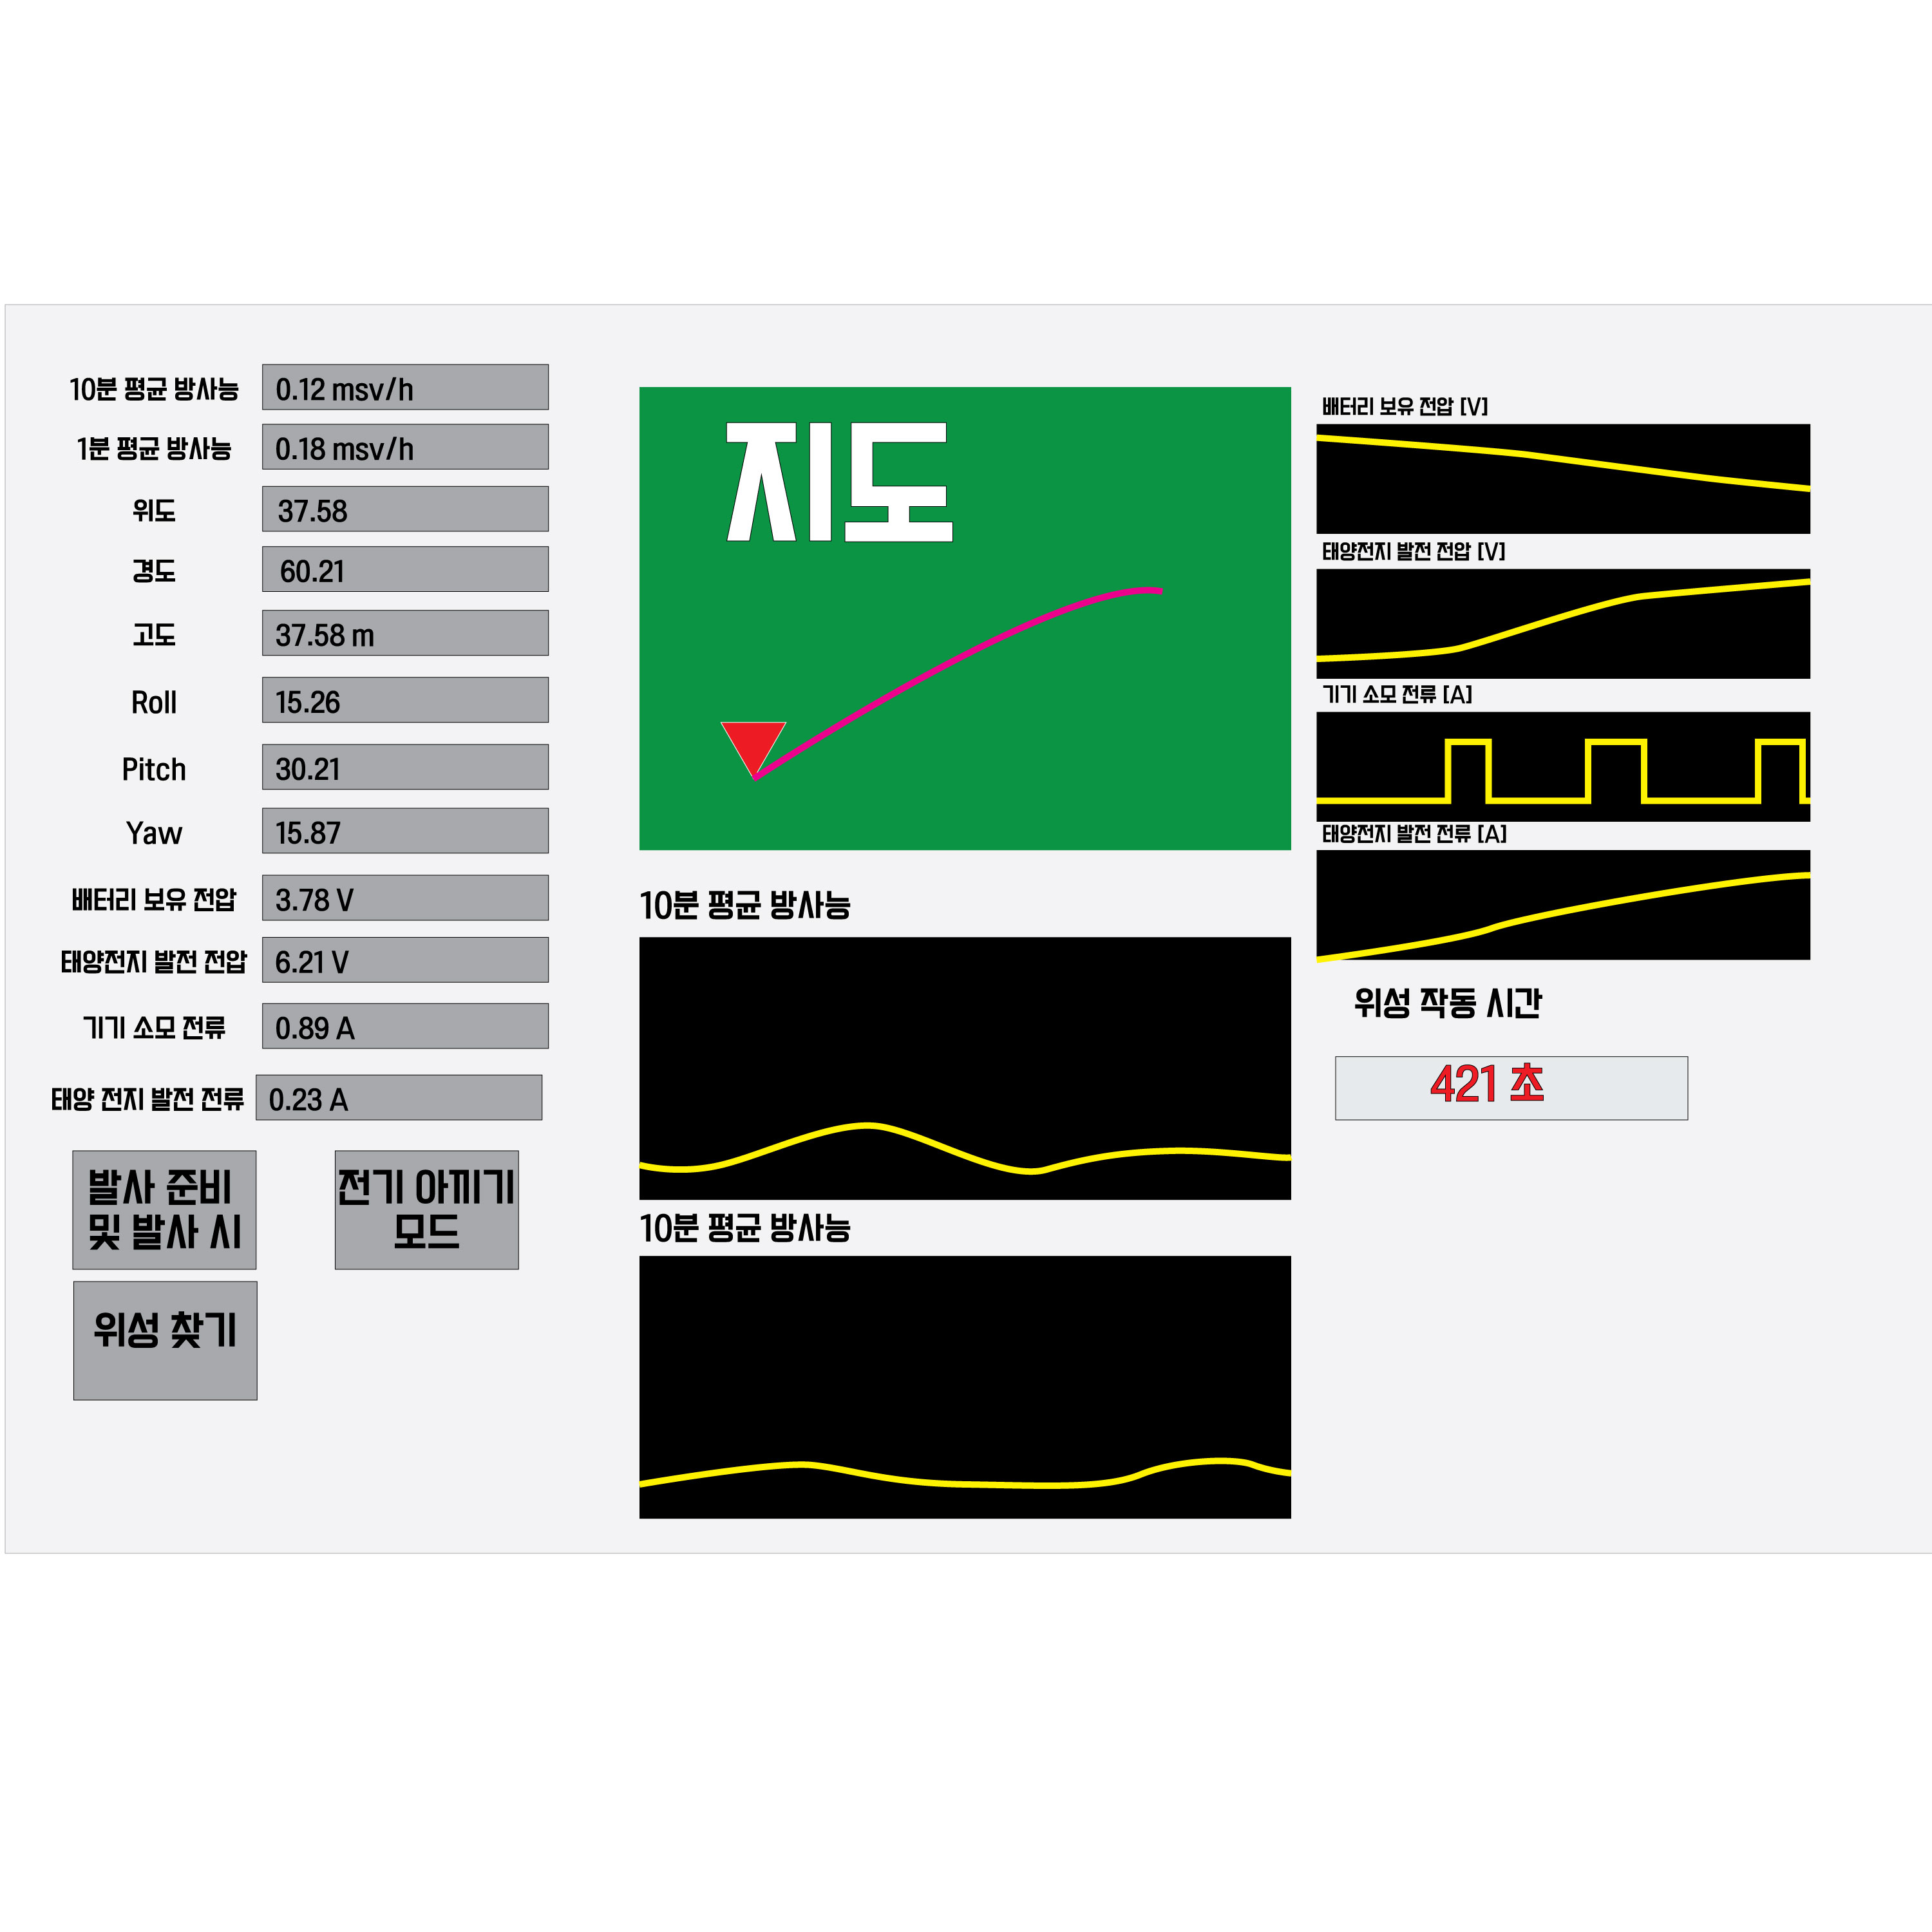 10분 평균 방사능
0.12 msv/h
1분 평균 방사능
0.18 msv/h
위도
37.58
경도
60.21
고도
37.58 m
Roll
15.26
Pitch
30.21
Yaw
15.87
배터리 보유 전압
3.78 V
태양전지 발전 전압
6.21 V
기기 소모 전류
0.89 A
태양 전지 발전 전류
0.23 A
발사 준비
및 발사 시
전기 아끼기
모드
위성 찾기
지도
10분 평균 방사능
10분 평균 방사능
배터리 보유 전압 [V]
태양전지 발전 전압 [V]
기기 소모 전류 [A]
태양전지 발전 전류 [A]
위성 작동 시간
421 초